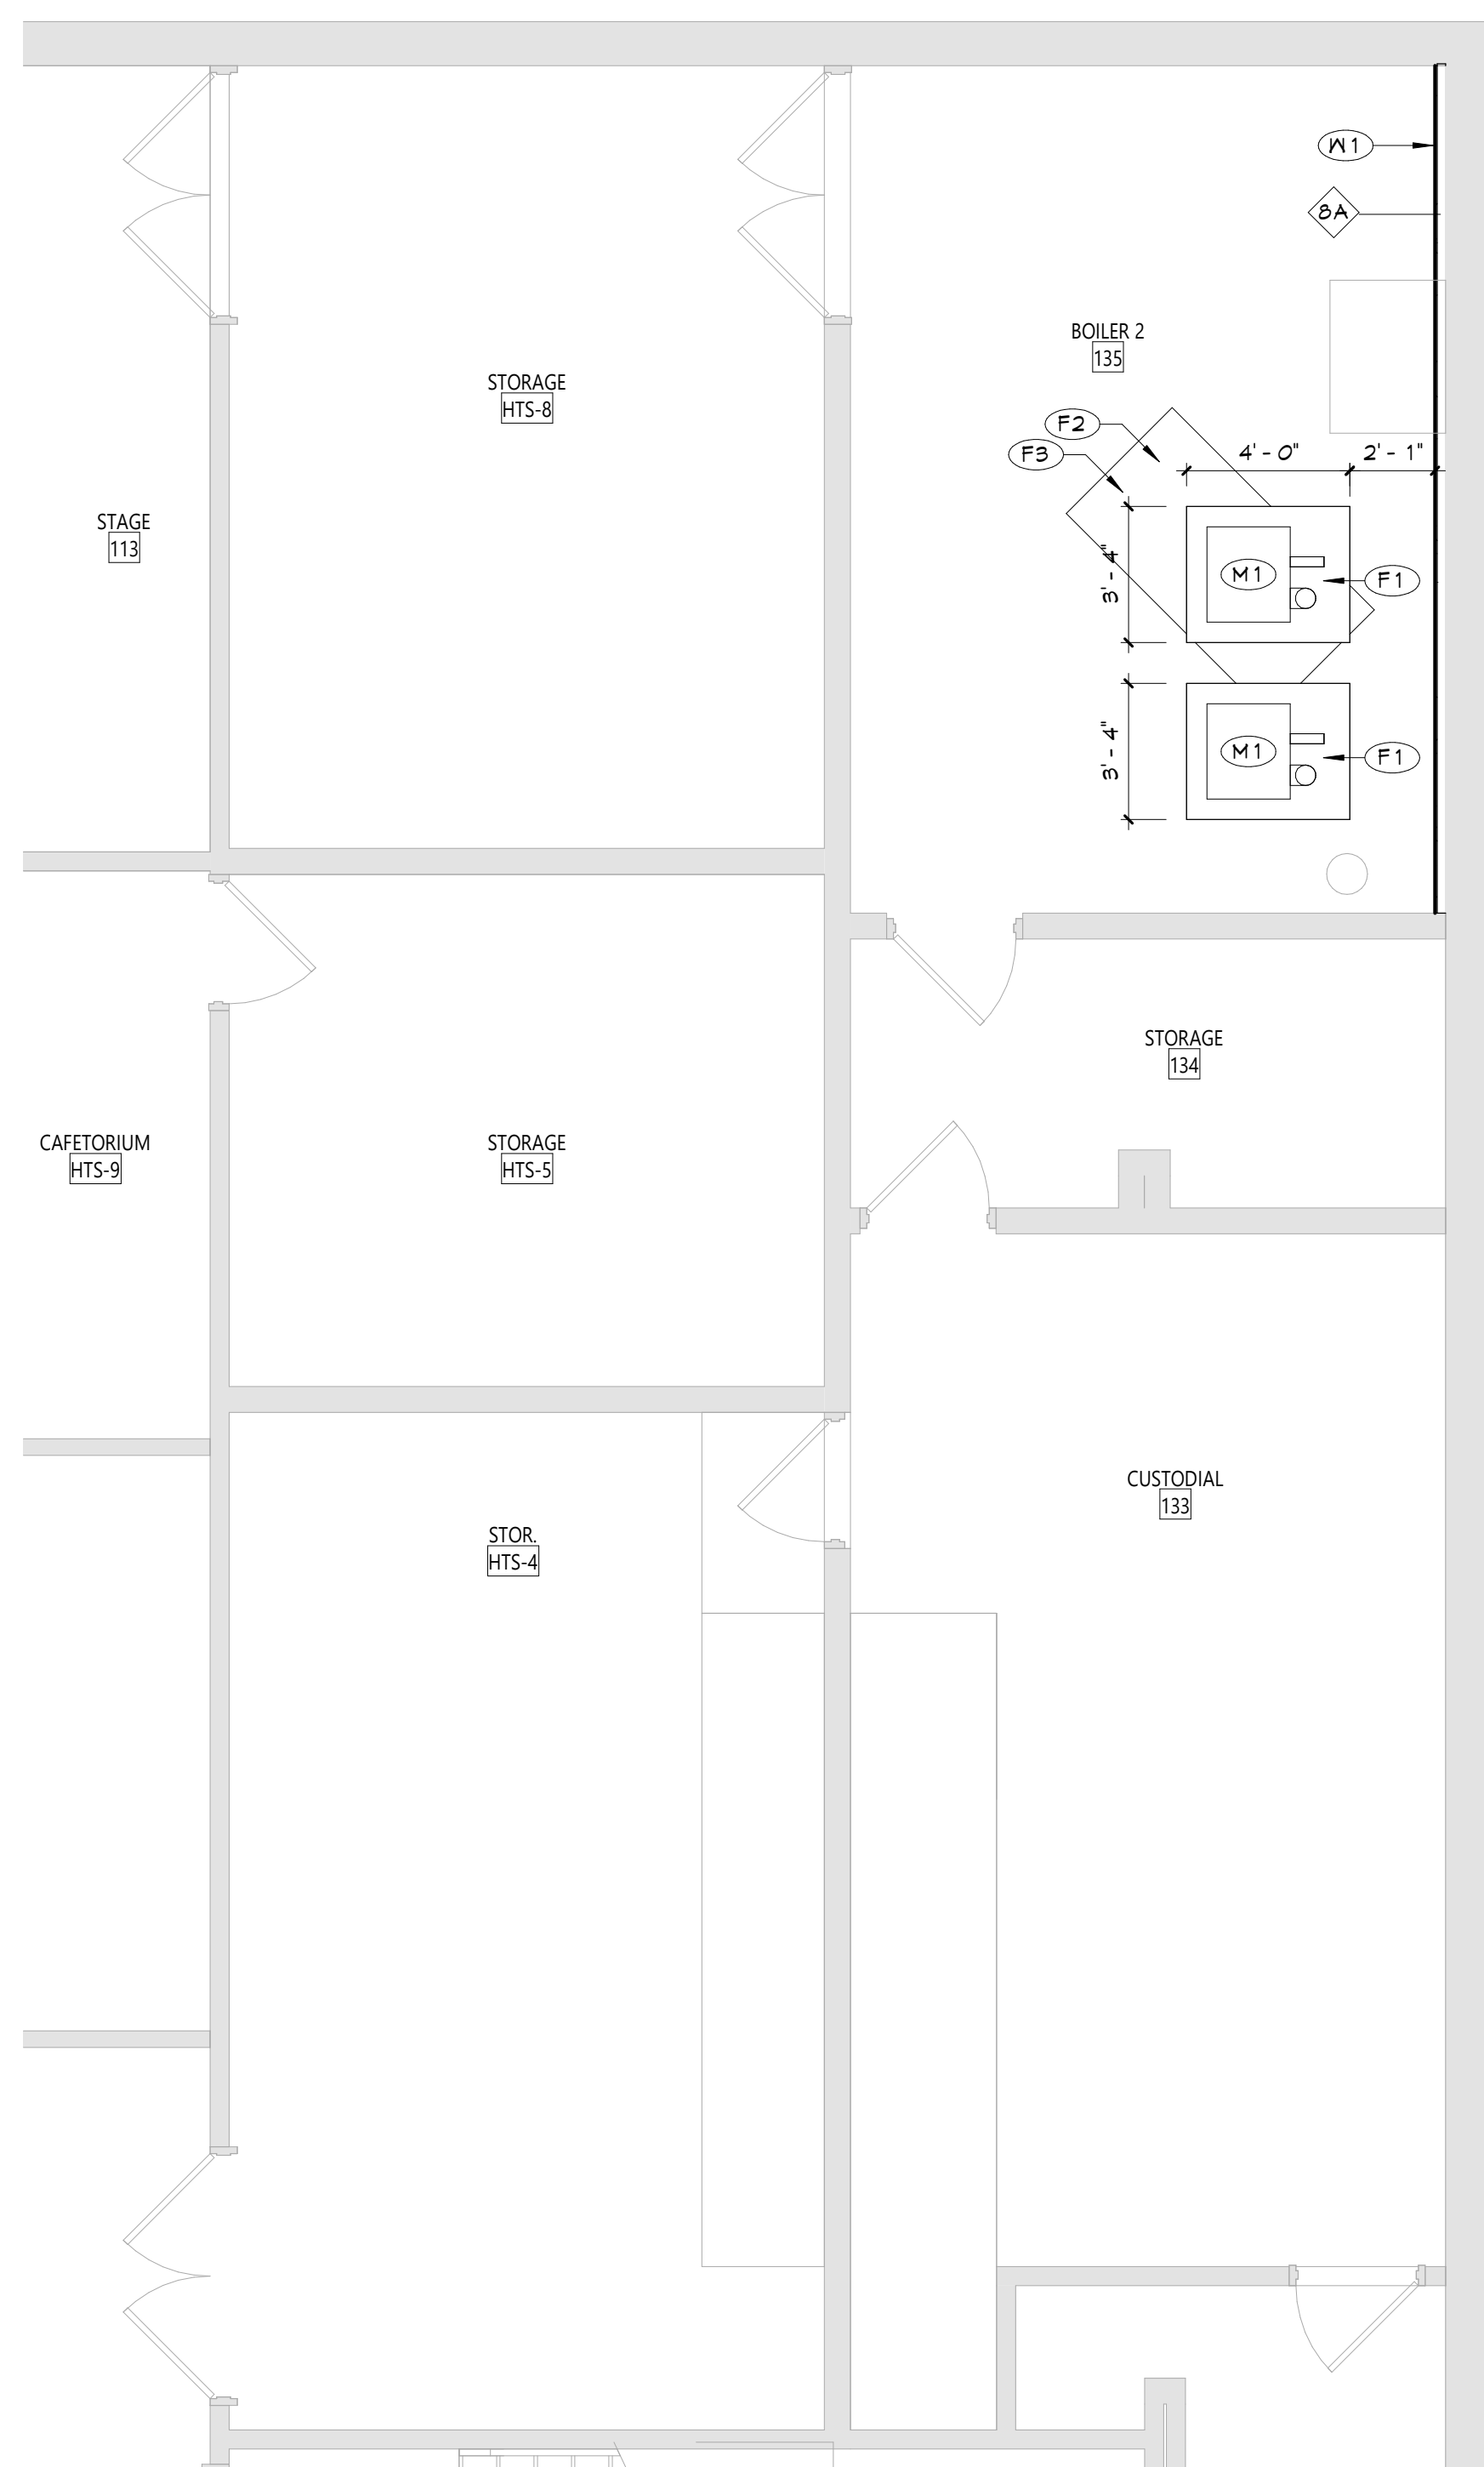 W1
8A
BOILER 2
135
STORAGE
HTS-8
F2
F3
4' - 0"
2' - 1"
STAGE
113
3' - 4"
M1
F1
3' - 4"
M1
F1
STORAGE
134
CAFETORIUM
HTS-9
STORAGE
HTS-5
CUSTODIAL
133
STOR.
HTS-4